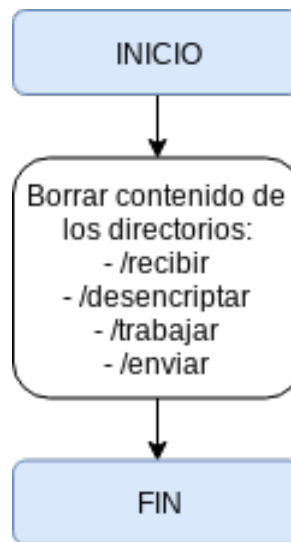 INICIO
Borrar contenido de
los directorios:
- /recibir
- /desencriptar
- /trabajar
- /enviar
FIN